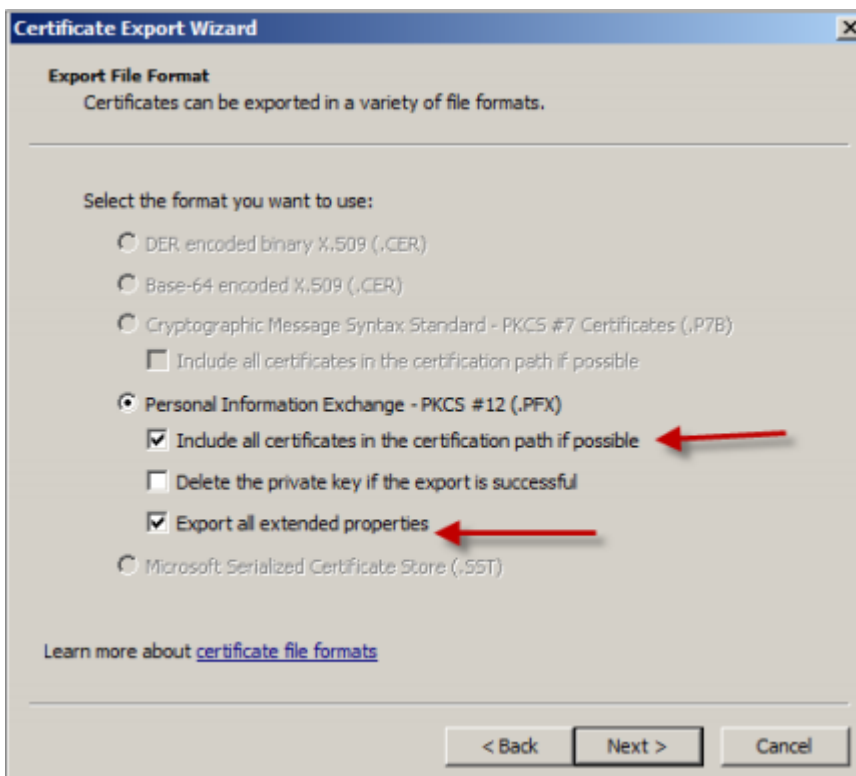 Certificate Export Wizard
Export File Format
Certificates can be exported in a variety of file formats.
Select the format you want to use:
DER encoded binary X.509 (.CER)
Base-64 encoded X.509 (.CER)
Cryptographic Message Syntax Standard - PKCS #7 Certificates (.P7B)
Include all certificates in the certification path if possible
Personal Information Exchange - PKCS #12 (.PFX)
Include all certificates in the certification path if possible
Delete the private key if the export is successful
Export all extended properties
Microsoft Serialized Certificate Store (.SST)
Learn more about certificate file formats
< Back Next > Cancel